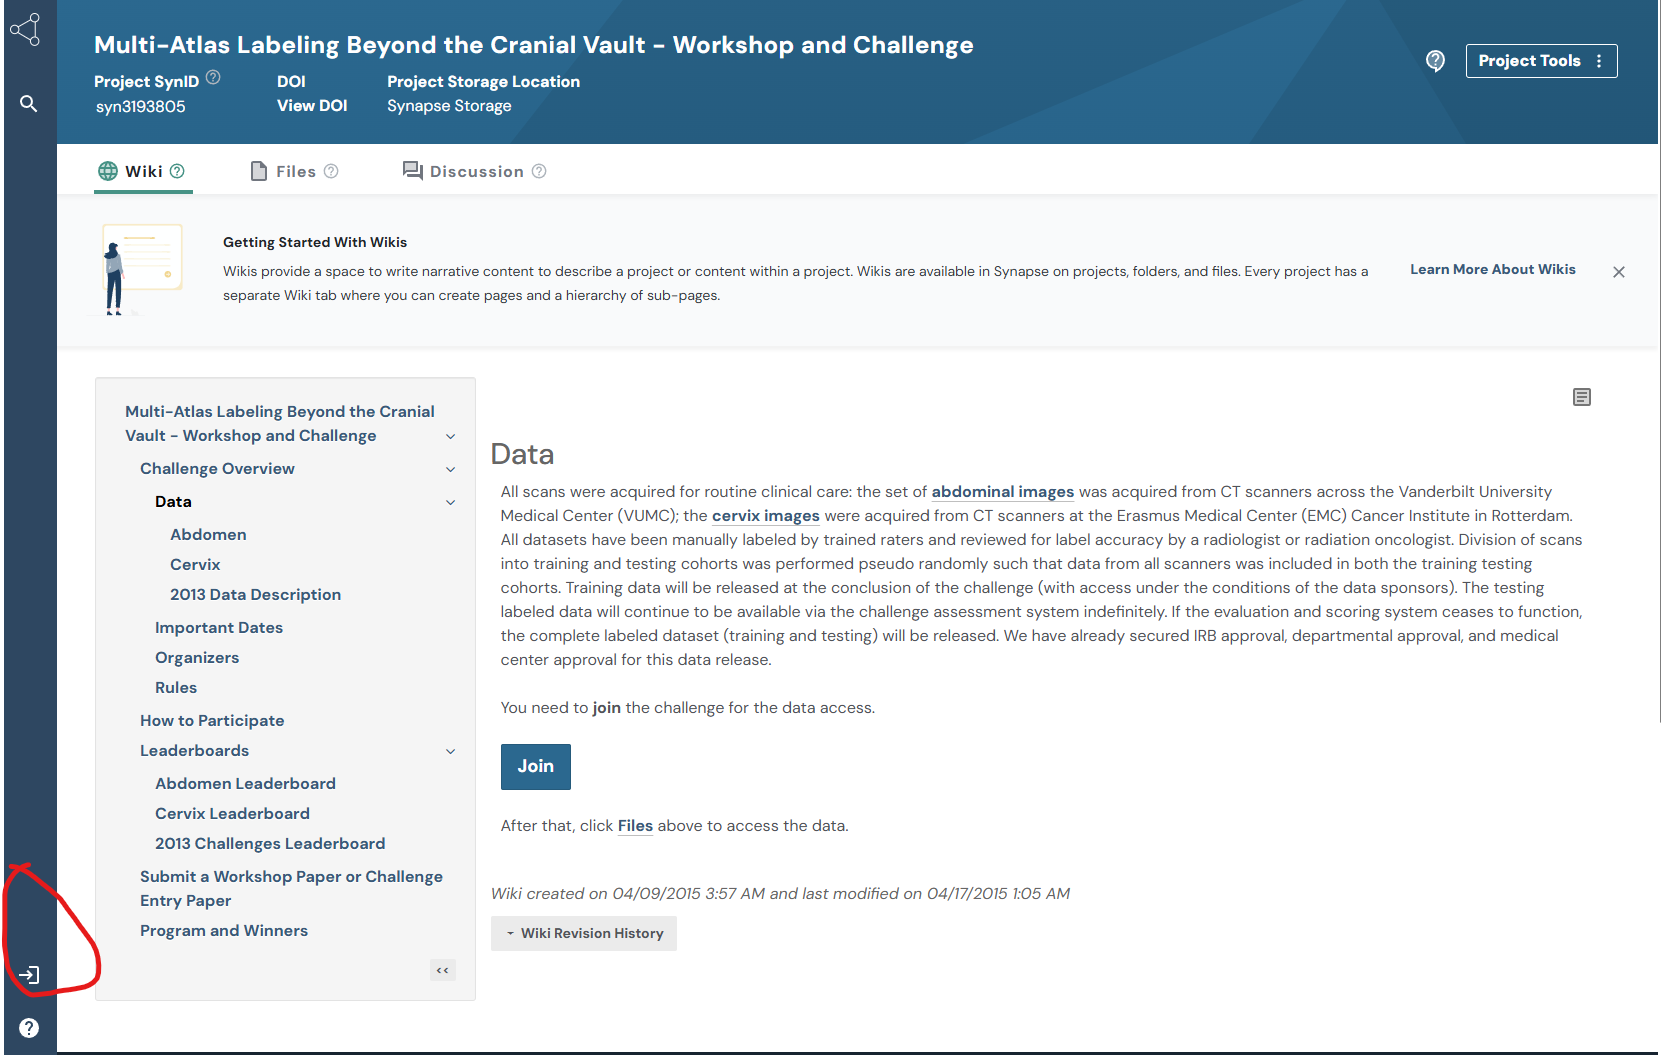 Multi-Atlas Labeling Beyond the Cranial Vault - Workshop and Challenge
Project SynID
DOI
Project Storage Location
syn3193805
View DOI
Synapse Storage
Project Tools
Wiki
Files
Discussion
Getting Started With Wikis
Wikis provide a space to write narrative content to describe a project or content within a project. Wikis are available in Synapse on projects, folders, and files. Every project has a
separate Wiki tab where you can create pages and a hierarchy of sub-pages.
Learn More About Wikis
Multi-Atlas Labeling Beyond the Cranial
Vault - Workshop and Challenge
Challenge Overview
Data
Abdomen
Cervix
2013 Data Description
Important Dates
Organizers
Rules
How to Participate
Leaderboards
Abdomen Leaderboard
Cervix Leaderboard
2013 Challenges Leaderboard
Submit a Workshop Paper or Challenge
Entry Paper
Program and Winners
<<
Data
All scans were acquired for routine clinical care: the set of abdominal images was acquired from CT scanners across the Vanderbilt University
Medical Center (VUMC); the cervix images were acquired from CT scanners at the Erasmus Medical Center (EMC) Cancer Institute in Rotterdam.
All datasets have been manually labeled by trained raters and reviewed for label accuracy by a radiologist or radiation oncologist. Division of scans
into training and testing cohorts was performed pseudo randomly such that data from all scanners was included in both the training testing
cohorts. Training data will be released at the conclusion of the challenge (with access under the conditions of the data sponsors). The testing
labeled data will continue to be available via the challenge assessment system indefinitely. If the evaluation and scoring system ceases to function,
the complete labeled dataset (training and testing) will be released. We have already secured IRB approval, departmental approval, and medical
center approval for this data release.
You need to join the challenge for the data access.
Join
After that, click Files above to access the data.
Wiki created on 04/09/2015 3:57 AM and last modified on 04/17/2015 1:05 AM
Wiki Revision History